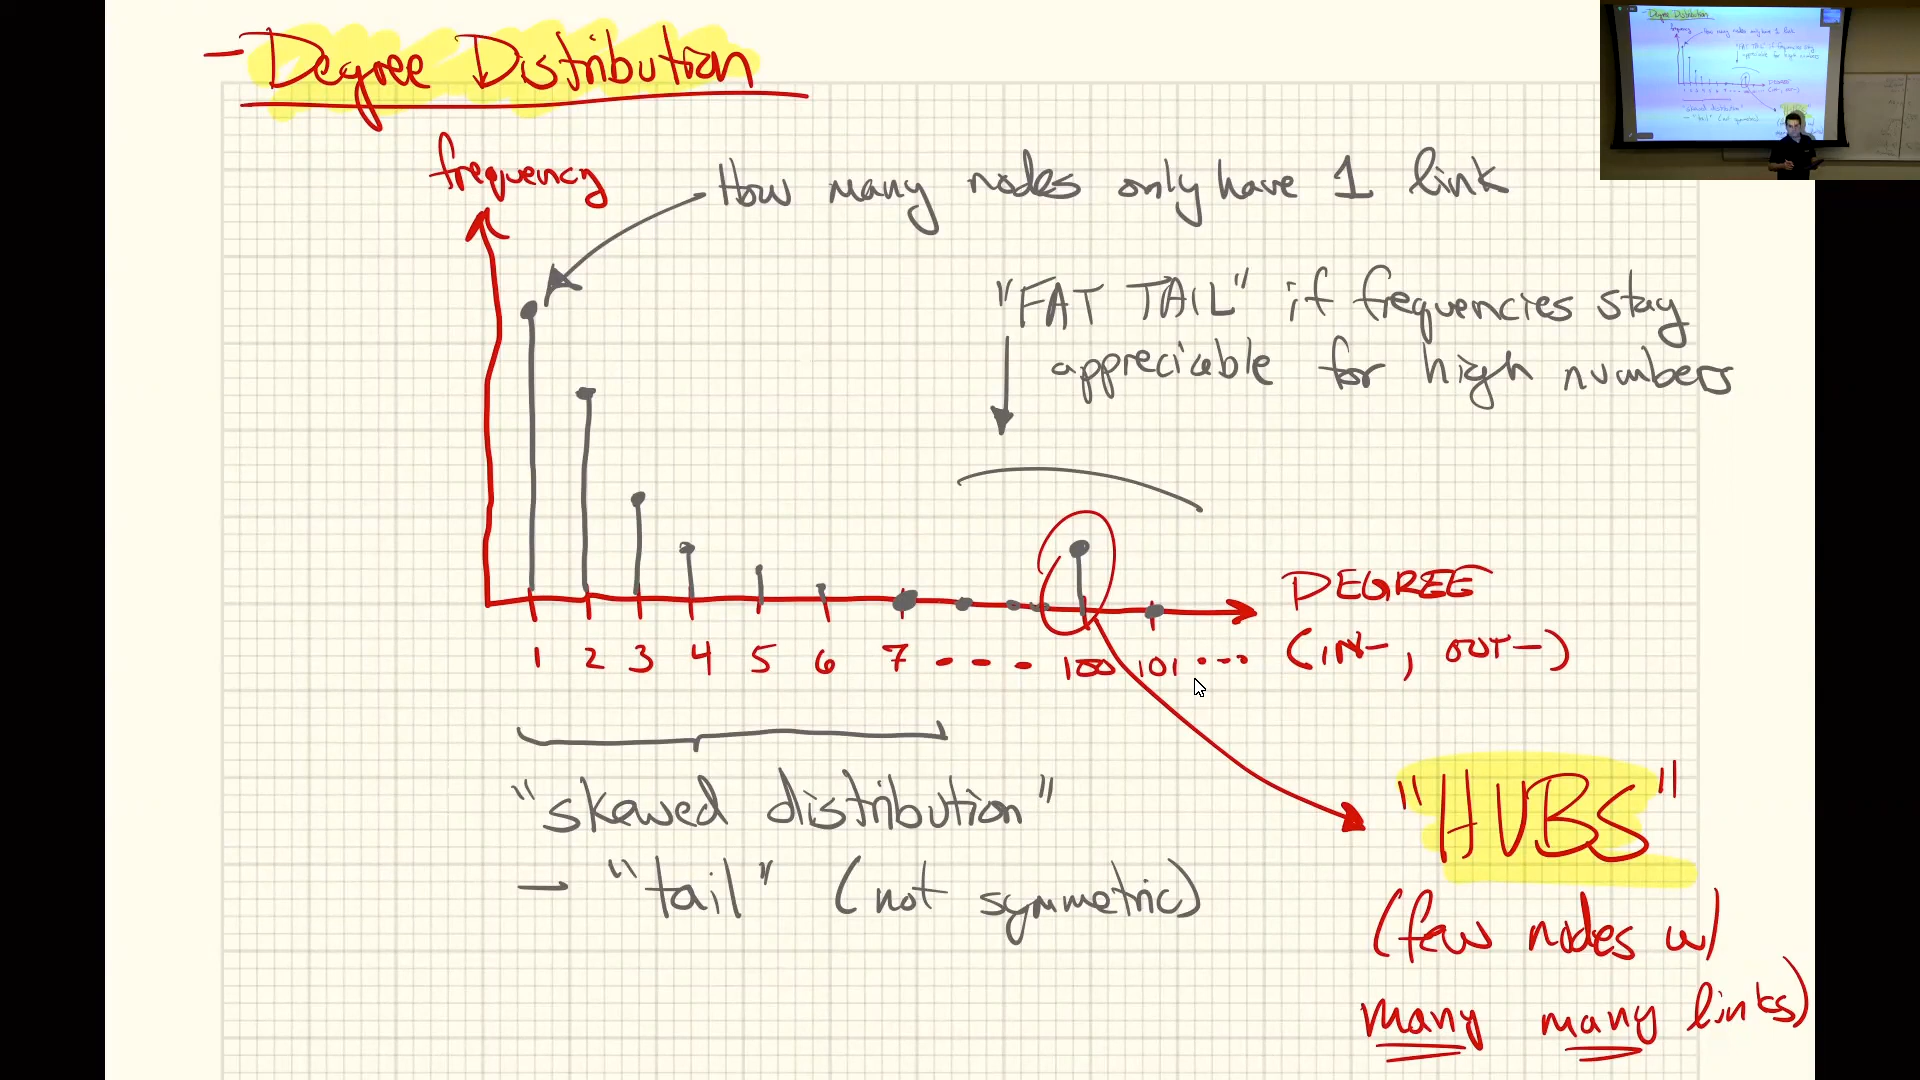 - Degree Distribution
frequency
How many nodes only have 1 link
"FAT TAIL" if frequencies stay
appreciable for high numbers
DEGREE
(IN-, OUT-)
1 2 3 4 5 6 7 --- 100 101 ...
"skewed distribution"
- "tail" (not symmetric)
"HUBS"
(few nodes w/
many many links)